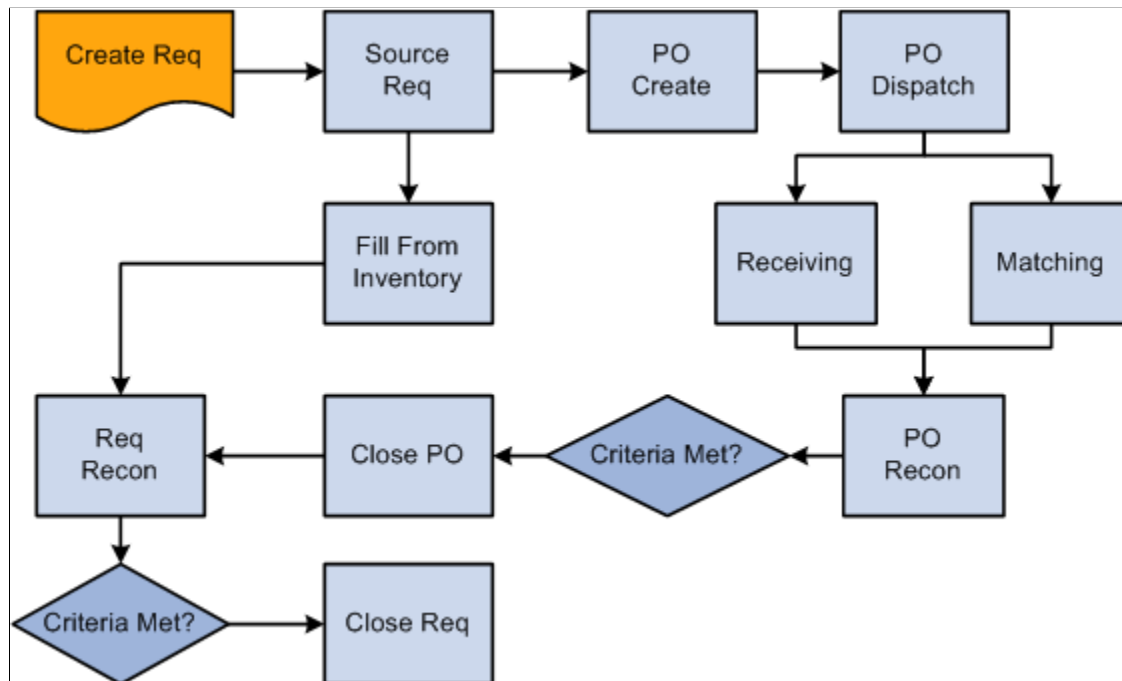 Create Req
Source
Req
PO
Create
PO
Dispatch
Fill From
Inventory
Receiving
Matching
Req
Recon
Close PO
Criteria Met?
PO
Recon
Criteria Met?
Close Req